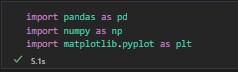 import pandas as pd
import numpy as np
import matplotlib.pyplot as plt
✓ 5.1s